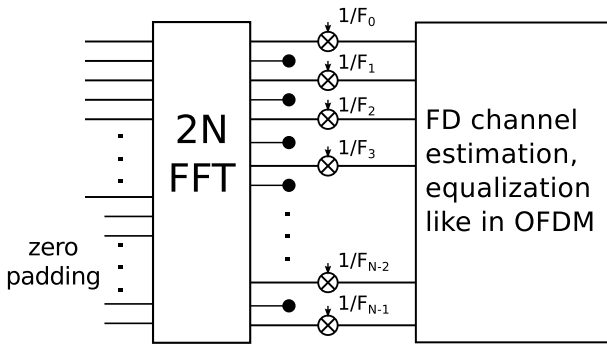 1/F0
1/F1
1/F2
1/F3
2N
FFT
FD channel
estimation,
equalization
like in OFDM
zero
padding
1/FN-2
1/FN-1